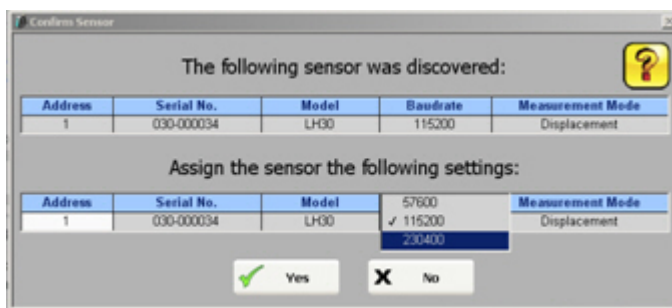 Confirm Sensor
The following sensor was discovered:
Address Serial No. Model Baudrate Measurement Mode
1 030-000034 LH30 115200 Displacement
Assign the sensor the following settings:
Address Serial No. Model 57600 Measurement Mode
1 030-000034 LH30 ✓ 115200 Displacement
230400
Yes No